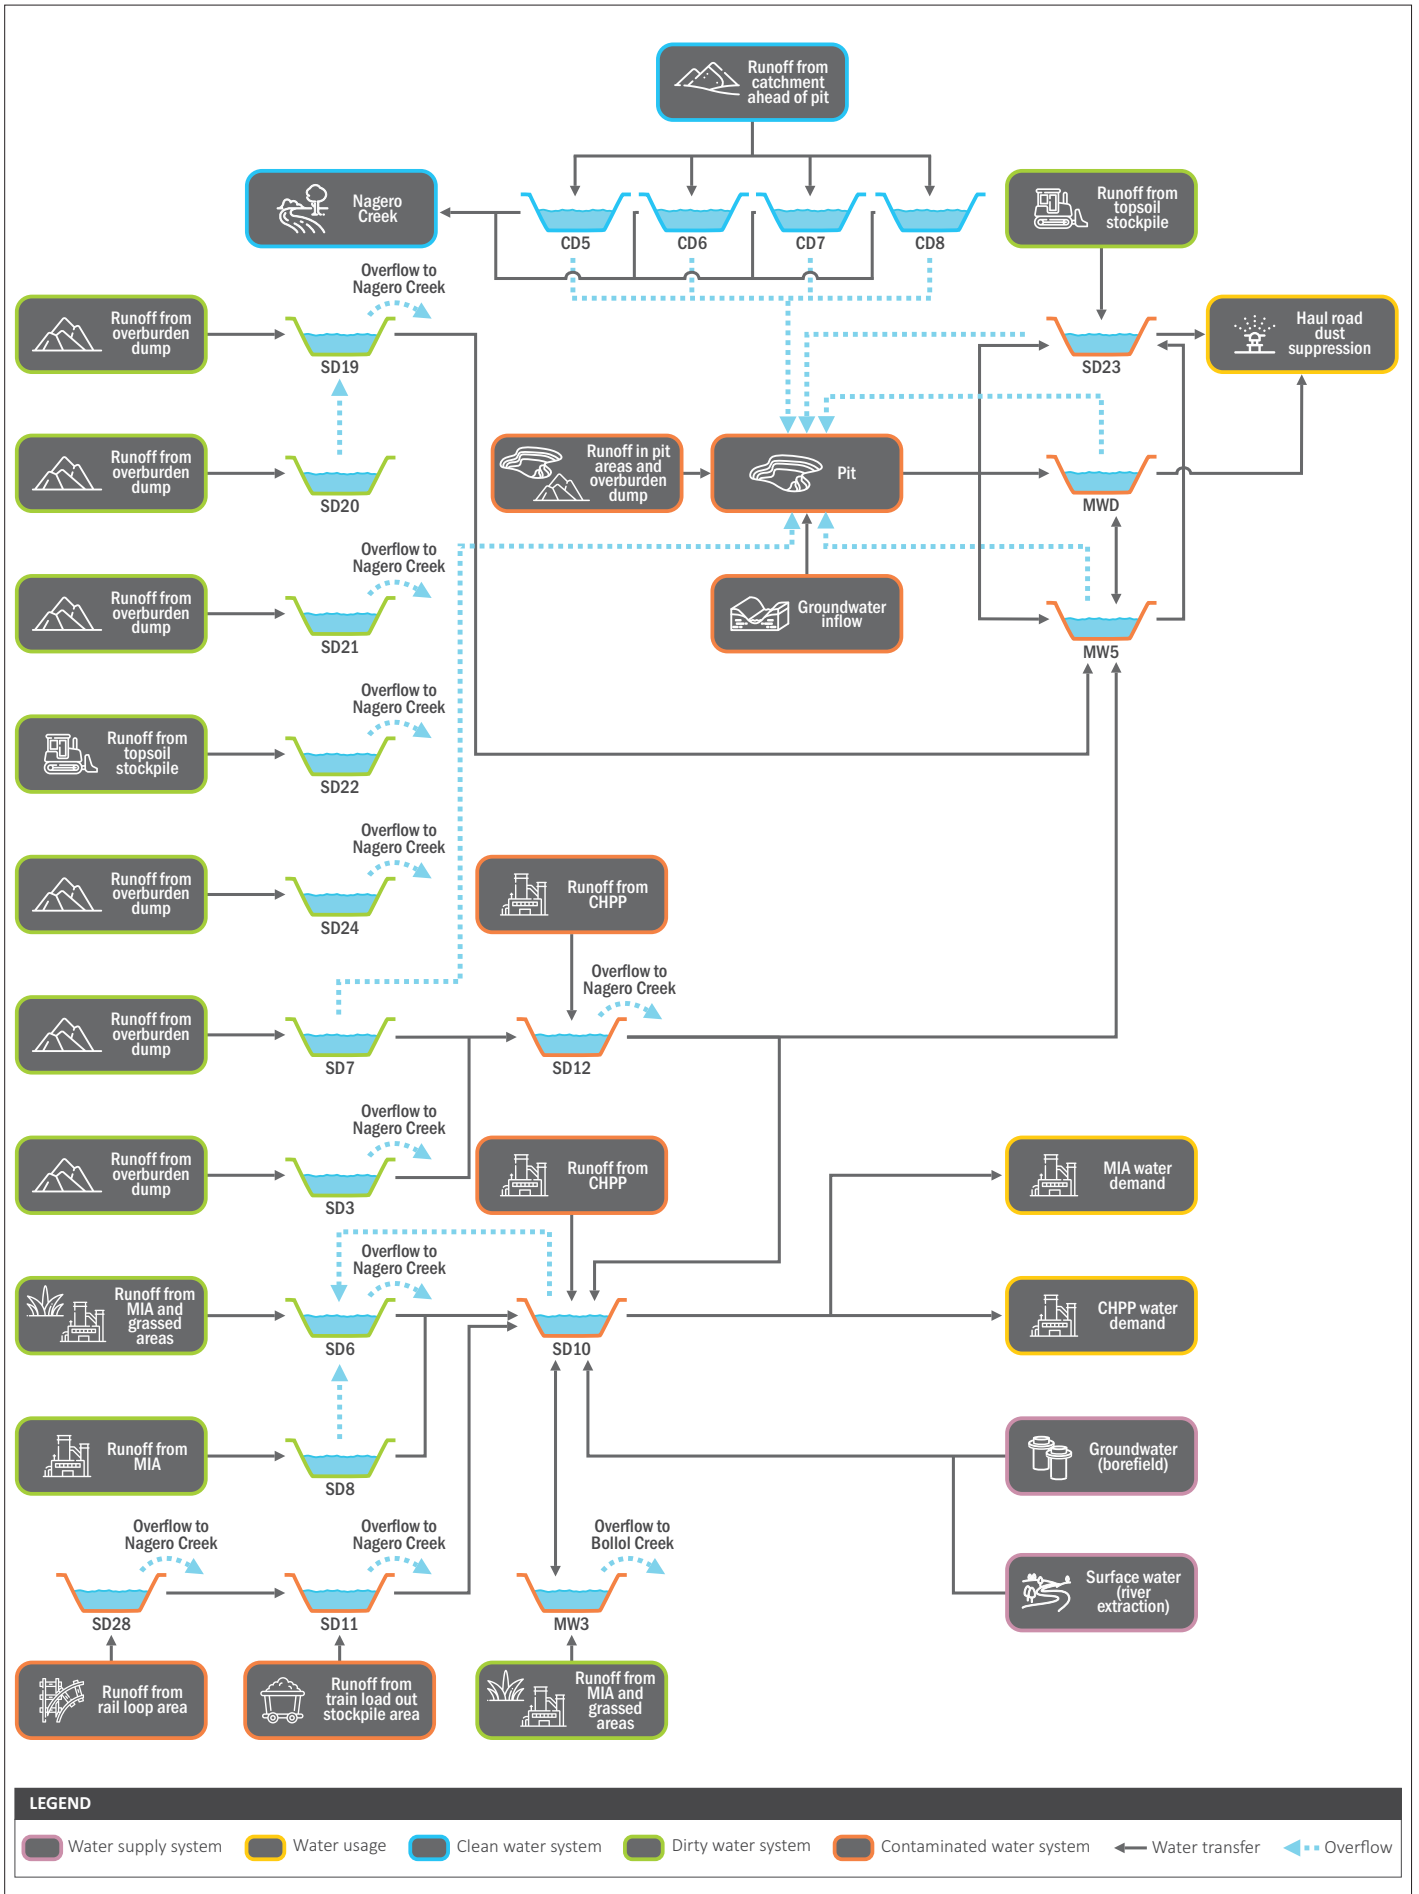 Runoff from
catchment
ahead of pit
Nagero
Creek
CD5
CD6
CD7
CD8
Runoff from
topsoil
stockpile
Overflow to
Nagero Creek
Runoff from
overburden
dump
SD19
SD23
Haul road
dust
suppression
Runoff from
overburden
dump
SD20
Runoff in pit
areas and
overburden
dump
Pit
MWD
Overflow to
Nagero Creek
Runoff from
overburden
dump
SD21
Groundwater
inflow
MW5
Overflow to
Nagero Creek
Runoff from
topsoil
stockpile
SD22
Overflow to
Nagero Creek
Runoff from
overburden
dump
SD24
Runoff from
CHPP
Overflow to
Nagero Creek
Runoff from
overburden
dump
SD7
SD12
Overflow to
Nagero Creek
Runoff from
overburden
dump
SD3
Runoff from
CHPP
MIA water
demand
Overflow to
Nagero Creek
Runoff from
MIA and
grassed
areas
SD6
SD10
CHPP water
demand
Runoff from
MIA
SD8
Groundwater
(borefield)
Overflow to
Nagero Creek
Overflow to
Nagero Creek
Overflow to
Bollol Creek
SD28
SD11
MW3
Surface water
(river
extraction)
Runoff from
rail loop area
Runoff from
train load out
stockpile area
Runoff from
MIA and
grassed
areas
LEGEND
Water supply system
Water usage
Clean water system
Dirty water system
Contaminated water system
Water transfer
Overflow